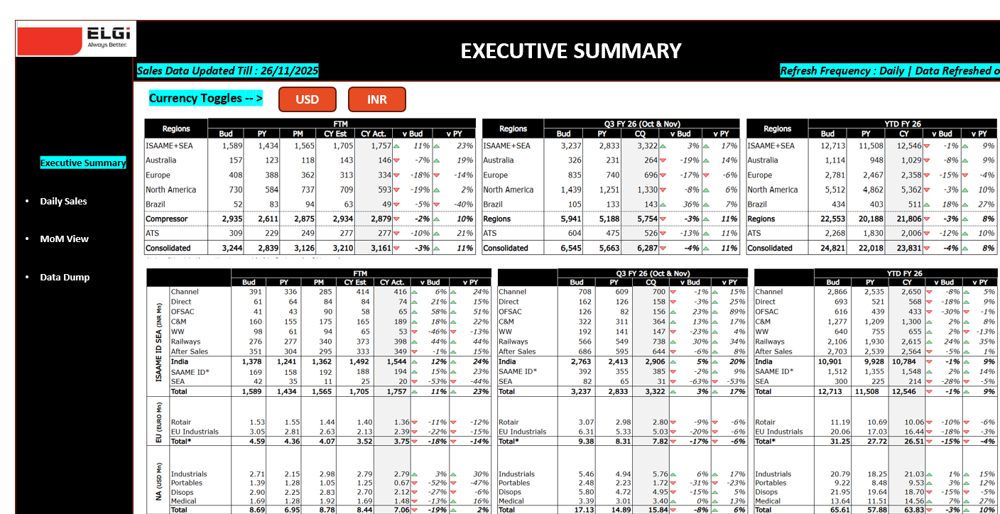 ELGi
Always Better.
EXECUTIVE SUMMARY
Sales Data Updated Till : 26/11/2025
Refresh Frequency : Daily | Data Refreshed o
Currency Toggles -- >
USD
INR
Executive Summary
• Daily Sales
• MoM View
• Data Dump
Regions FTM
Bud PY PM CY Est CY Act. v Bud v PY
ISAAME+SEA 1,589 1,434 1,565 1,705 1,757 11% 23%
Australia 157 123 118 143 146 -7% 19%
Europe 408 388 362 313 334 -18% -14%
North America 730 584 737 709 593 -19% 2%
Brazil 52 83 94 63 49 -5% -40%
Compressor 2,935 2,611 2,875 2,934 2,879 -2% 10%
ATS 309 229 249 277 277 -10% 21%
Consolidated 3,244 2,839 3,126 3,210 3,161 -3% 11%
Regions Q3 FY 26 (Oct & Nov)
Bud PY CQ v Bud v PY
ISAAME+SEA 3,237 2,833 3,322 3% 17%
Australia 326 231 264 -19% 14%
Europe 835 740 696 -17% -6%
North America 1,439 1,251 1,330 -8% 6%
Brazil 105 133 143 36% 7%
Regions 5,941 5,188 5,754 -3% 11%
ATS 604 475 526 -13% 11%
Consolidated 6,545 5,663 6,287 -4% 11%
Regions YTD FY 26
Bud PY CY v Bud v PY
ISAAME+SEA 12,713 11,508 12,546 -1% 9%
Australia 1,114 948 1,029 -8% 9%
Europe 2,781 2,467 2,358 -15% -4%
North America 5,512 4,862 5,362 -3% 10%
Brazil 434 403 511 18% 27%
Regions 22,553 20,188 21,806 -3% 8%
ATS 2,268 1,830 2,006 -12% 10%
Consolidated 24,821 22,018 23,831 -4% 8%
FTM
Bud PY PM CY Est CY Act. v Bud v PY
ISAAME ID SEA (INR Mn)
Channel 391 336 285 414 416 6% 24%
Direct 61 64 84 84 74 21% 15%
OFSAC 41 43 90 58 65 58% 51%
C&M 160 155 175 165 189 18% 22%
WW 98 61 94 65 53 -46% -13%
Railways 276 277 340 373 398 44% 44%
After Sales 351 304 295 333 349 -1% 15%
India 1,378 1,241 1,362 1,492 1,544 12% 24%
SAAME ID* 169 158 192 188 194 15% 23%
SEA 42 35 11 25 20 -53% -44%
Total 1,589 1,434 1,565 1,705 1,757 11% 23%
EU (EURO Mn)
Rotair 1.53 1.55 1.44 1.40 1.36 -11% -12%
EU Industrials 3.05 2.81 2.63 2.13 2.39 -22% -15%
Total* 4.59 4.36 4.07 3.52 3.75 -18% -14%
NA (USD Mn)
Industrials 2.71 2.15 2.98 2.79 2.79 3% 30%
Portables 1.39 1.28 1.05 1.25 0.67 -52% -47%
Disops 2.90 2.25 2.83 2.70 2.12 -27% -6%
Medical 1.69 1.28 1.92 1.69 1.48 -13% 16%
Total 8.69 6.95 8.78 8.44 7.06 -19% 2%
Q3 FY 26 (Oct & Nov)
Bud PY CQ v Bud v PY
Channel 708 609 700 -1% 15%
Direct 162 126 158 -3% 25%
OFSAC 126 82 156 23% 89%
C&M 322 311 364 13% 17%
WW 192 141 147 -23% 4%
Railways 566 549 738 30% 34%
After Sales 686 595 644 -6% 8%
India 2,763 2,413 2,906 5% 20%
SAAME ID* 392 355 385 -2% 9%
SEA 82 65 31 -63% -53%
Total 3,237 2,833 3,322 3% 17%
Rotair 3.07 2.98 2.80 -9% -6%
EU Industrials 6.31 5.33 5.03 -20% -6%
Total* 9.38 8.31 7.82 -17% -6%
Industrials 5.46 4.94 5.76 6% 17%
Portables 2.48 2.23 1.72 -31% -23%
Disops 5.80 4.72 4.95 -15% 5%
Medical 3.39 3.01 3.40 0% 13%
Total 17.13 14.89 15.84 -8% 6%
YTD FY 26
Bud PY CY v Bud v PY
Channel 2,866 2,535 2,650 -8% 5%
Direct 693 521 568 -18% 9%
OFSAC 616 439 433 -30% -1%
C&M 1,277 1,209 1,300 2% 8%
WW 640 755 655 2% -13%
Railways 2,106 1,930 2,615 24% 35%
After Sales 2,703 2,539 2,564 -5% 1%
India 10,901 9,928 10,784 -1% 9%
SAAME ID* 1,512 1,355 1,548 2% 14%
SEA 300 225 214 -28% -5%
Total 12,713 11,508 12,546 -1% 9%
Rotair 11.19 10.69 10.06 -10% -6%
EU Industrials 20.06 17.03 16.44 -18% -3%
Total* 31.25 27.72 26.51 -15% -4%
Industrials 20.79 18.25 21.03 1% 15%
Portables 9.22 8.48 9.53 3% 12%
Disops 21.95 19.64 18.70 -15% -5%
Medical 13.64 11.51 14.56 7% 27%
Total 65.61 57.88 63.83 -3% 10%